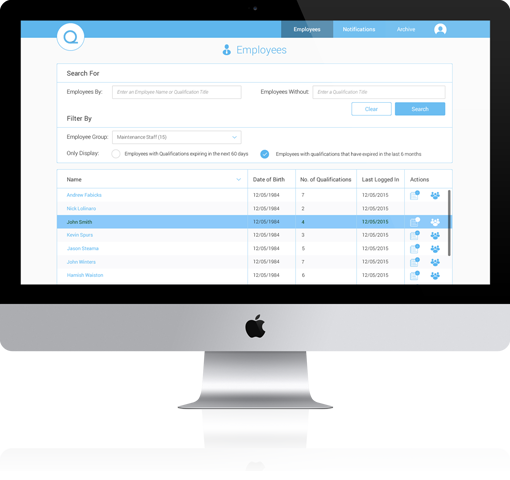 Employees Notifications Archive
Employees
Search For
Employees By: Enter an Employee Name or Qualification Title Employees Without: Enter a Qualification Title
Clear Search
Filter By
Employee Group: Maintenance Staff (15)
Only Display: Employees with Qualifications expiring in the next 60 days Employees with qualifications that have expired in the last 6 months
Name Date of Birth No. of Qualifications Last Logged In Actions
Andrew Fabicks 12/05/1984 7 12/05/2015
Nick 12/05/1984 2 12/05/2015
John Smith 12/05/1984 4 12/05/2015
Kevin Spurs 12/05/1984 3 12/05/2015
Jason Stearns 12/05/1984 5 12/05/2015
John Winters 12/05/1984 7 12/05/2015
Hamish Walston 12/05/1984 6 12/05/2015